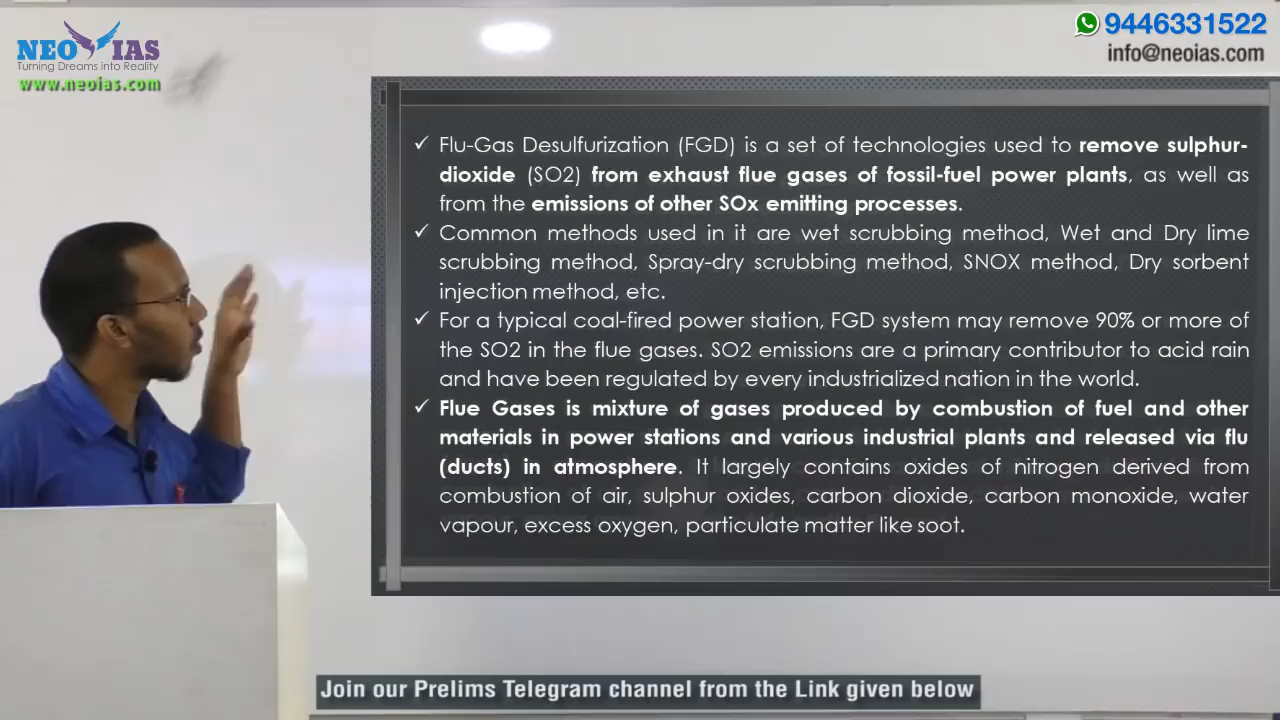 NEO IAS
Turning Dreams into Reality
www.neoias.com
9446331522
info@neoias.com
Flu-Gas Desulfurization (FGD) is a set of technologies used to remove sulphur-
dioxide (SO2) from exhaust flue gases of fossil-fuel power plants, as well as
from the emissions of other SOx emitting processes.
Common methods used in it are wet scrubbing method, Wet and Dry lime
scrubbing method, Spray-dry scrubbing method, SNOX method, Dry sorbent
injection method, etc.
For a typical coal-fired power station, FGD system may remove 90% or more of
the SO2 in the flue gases. SO2 emissions are a primary contributor to acid rain
and have been regulated by every industrialized nation in the world.
Flue Gases is mixture of gases produced by combustion of fuel and other
materials in power stations and various industrial plants and released via flu
(ducts) in atmosphere. It largely contains oxides of nitrogen derived from
combustion of air, sulphur oxides, carbon dioxide, carbon monoxide, water
vapour, excess oxygen, particulate matter like soot.
Join our Prelims Telegram channel from the Link given below